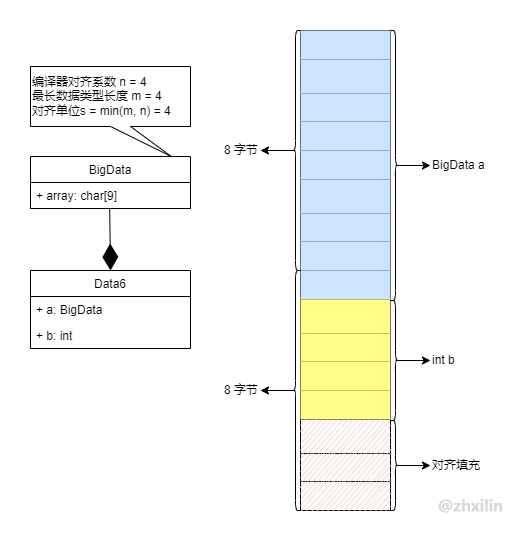 编译器对齐系数 n = 4
最长数据类型长度 m = 4
对齐单位s = min(m, n) = 4
BigData
+ array: char[9]
Data6
+ a: BigData
+ b: int
8 字节
BigData a
8 字节
int b
对齐填充
@zhxilin